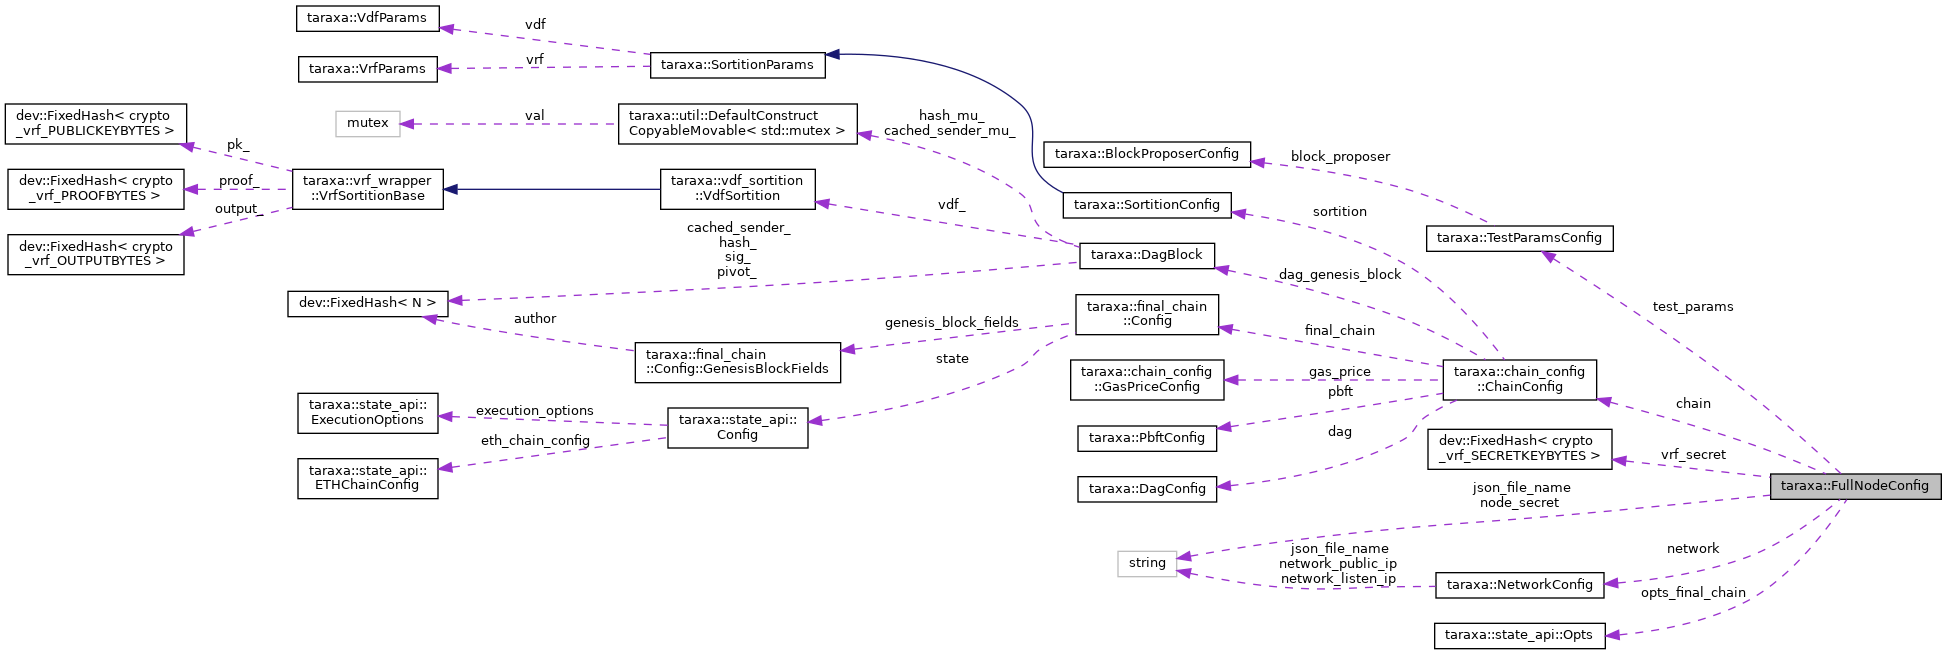 taraxa::VdfParams
vdf
taraxa::VrfParams
vrf
taraxa::SortitionParams
dev::FixedHash< crypto
_vrf_PUBLICKEYBYTES >
mutex
val
taraxa::util::DefaultConstruct
CopyableMovable< std::mutex >
hash_mu_
cached_sender_mu_
taraxa::BlockProposerConfig
block_proposer
pk_
dev::FixedHash< crypto
_vrf_PROOFBYTES >
proof_
taraxa::vrf_wrapper
::VrfSortitionBase
taraxa::vdf_sortition
::VdfSortition
vdf_
taraxa::SortitionConfig
sortition
output_
dev::FixedHash< crypto
_vrf_OUTPUTBYTES >
cached_sender_
hash_
sig_
pivot_
taraxa::DagBlock
taraxa::TestParamsConfig
dag_genesis_block
test_params
dev::FixedHash< N >
author
genesis_block_fields
taraxa::final_chain
::Config
final_chain
taraxa::final_chain
::Config::GenesisBlockFields
state
taraxa::chain_config
::GasPriceConfig
gas_price
pbft
taraxa::chain_config
::ChainConfig
chain
taraxa::state_api::
ExecutionOptions
execution_options
taraxa::state_api::
Config
eth_chain_config
taraxa::state_api::
ETHChainConfig
taraxa::PbftConfig
dag
dev::FixedHash< crypto
_vrf_SECRETKEYBYTES >
vrf_secret
taraxa::DagConfig
taraxa::FullNodeConfig
json_file_name
node_secret
string
json_file_name
network_public_ip
network_listen_ip
network
taraxa::NetworkConfig
opts_final_chain
taraxa::state_api::Opts